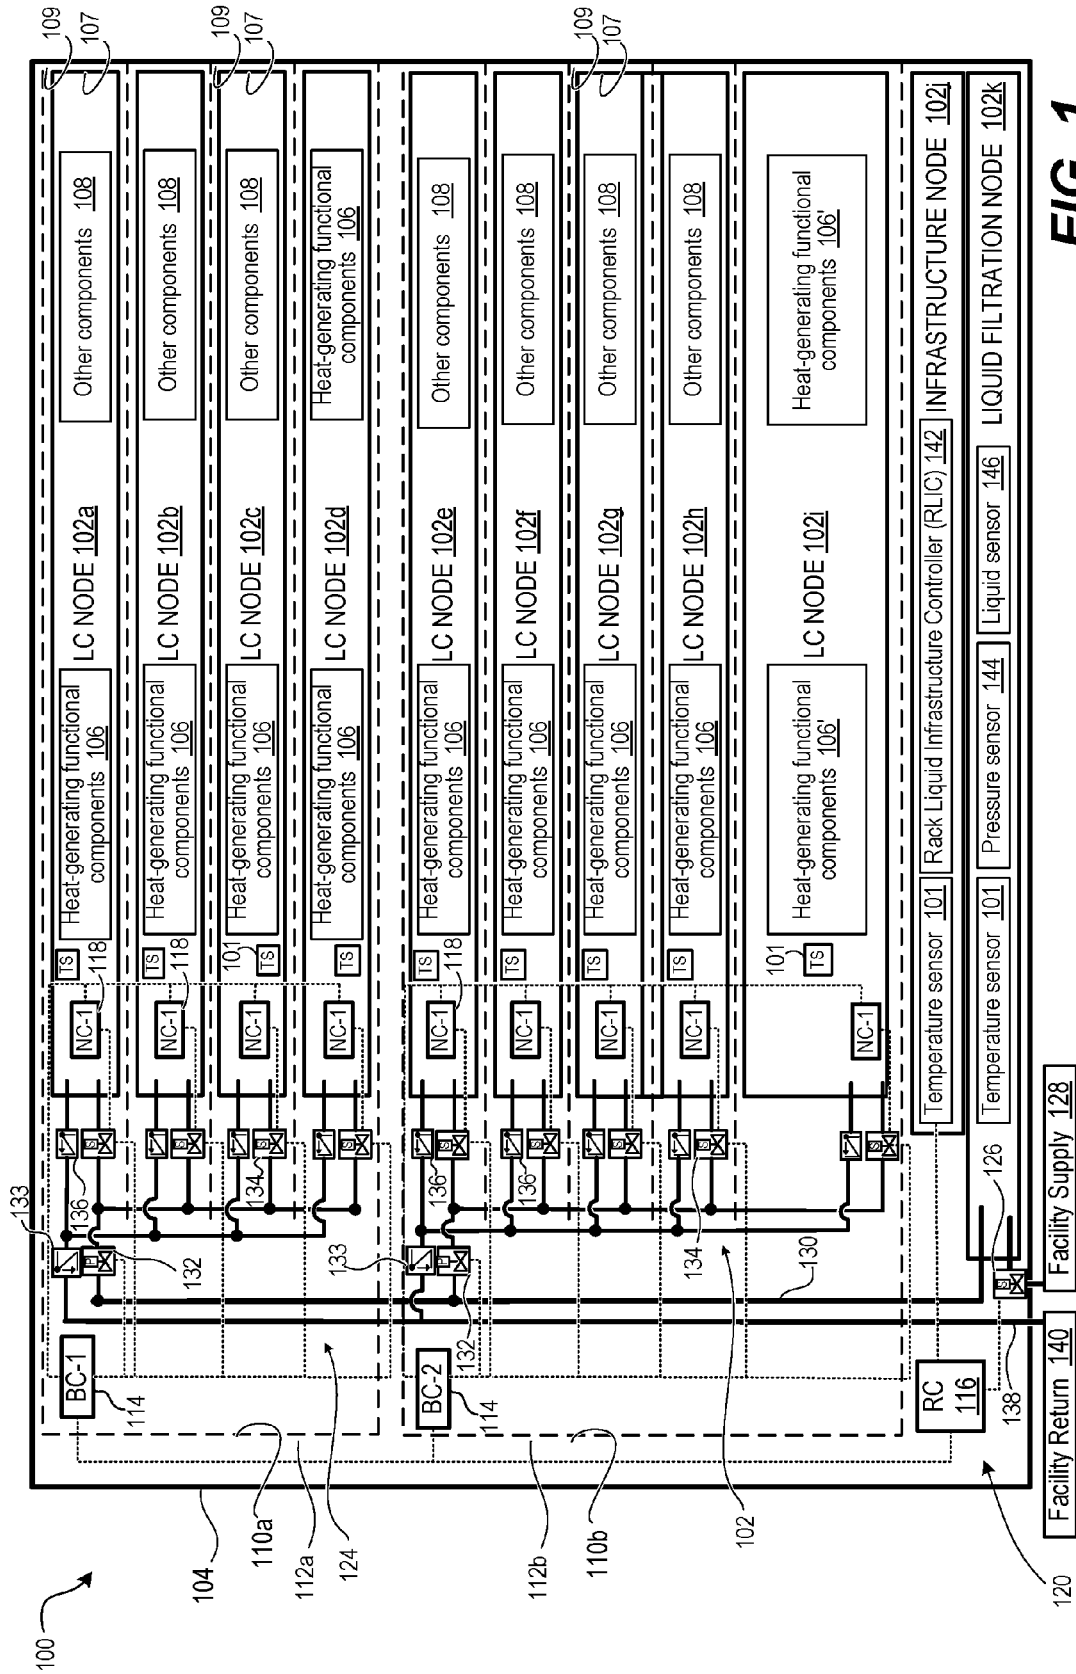 100
104
110a
112a
124
112b
110b
102
120
BC-1
114
BC-2
114
RC
116
Facility Return 140
138
Facility Supply 128
126
130
133
132
136
134
133
132
136
136
134
P
S
S
S
S
P
S
S
S
S
S
S
NC-1
118
TS
Heat-generating functional
components 106
LC NODE 102a
Other components 108
109
107
NC-1
118
TS
Heat-generating functional
components 106
LC NODE 102b
Other components 108
NC-1
101
TS
Heat-generating functional
components 106
LC NODE 102c
Other components 108
109
107
NC-1
TS
Heat-generating functional
components 106
LC NODE 102d
Heat-generating functional
components 106
NC-1
118
TS
Heat-generating functional
components 106
LC NODE 102e
Other components 108
NC-1
TS
Heat-generating functional
components 106
LC NODE 102f
Other components 108
NC-1
TS
Heat-generating functional
components 106
LC NODE 102g
Other components 108
109
107
NC-1
TS
Heat-generating functional
components 106
LC NODE 102h
Other components 108
NC-1
101
TS
Heat-generating functional
components 106'
LC NODE 102i
Heat-generating functional
components 106'
Temperature sensor 101
Rack Liquid Infrastructure Controller (RLIC) 142
INFRASTRUCTURE NODE 102j
Temperature sensor 101
Pressure sensor 144
Liquid sensor 146
LIQUID FILTRATION NODE 102k
FIG. 1